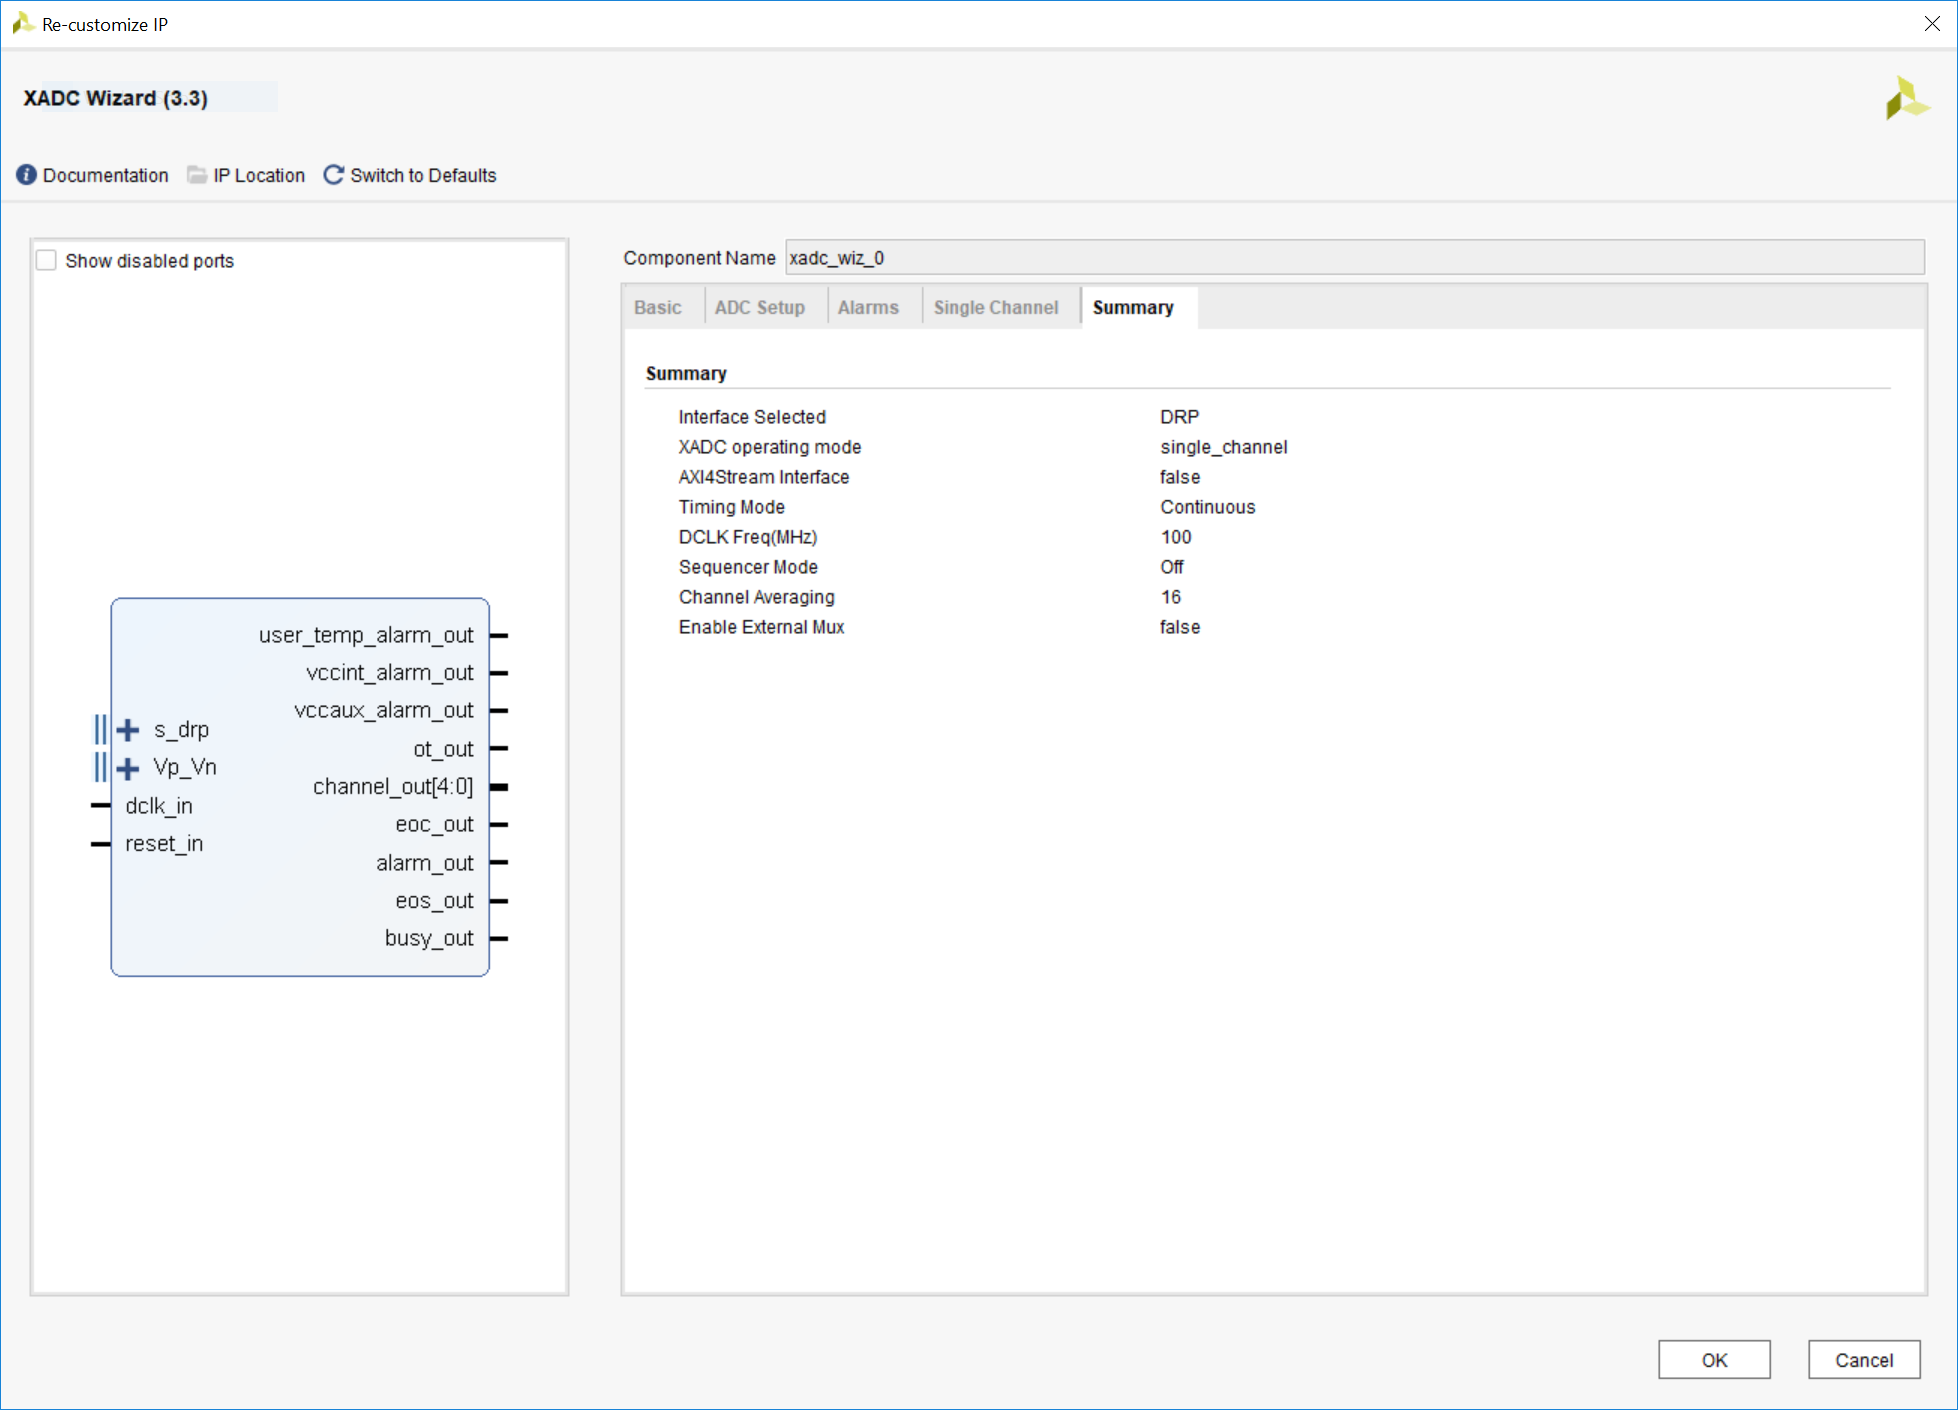 Re-customize IP
XADC Wizard (3.3)
Documentation IP Location Switch to Defaults
Show disabled ports
s_drp
Vp_Vn
dclk_in
reset_in
user_temp_alarm_out
vccint_alarm_out
vccaux_alarm_out
ot_out
channel_out[4:0]
eoc_out
alarm_out
eos_out
busy_out
Component Name xadc_wiz_0
Basic ADC Setup Alarms Single Channel Summary
Summary
Interface Selected DRP
XADC operating mode single_channel
AXI4Stream Interface false
Timing Mode Continuous
DCLK Freq(MHz) 100
Sequencer Mode Off
Channel Averaging 16
Enable External Mux false
OK Cancel